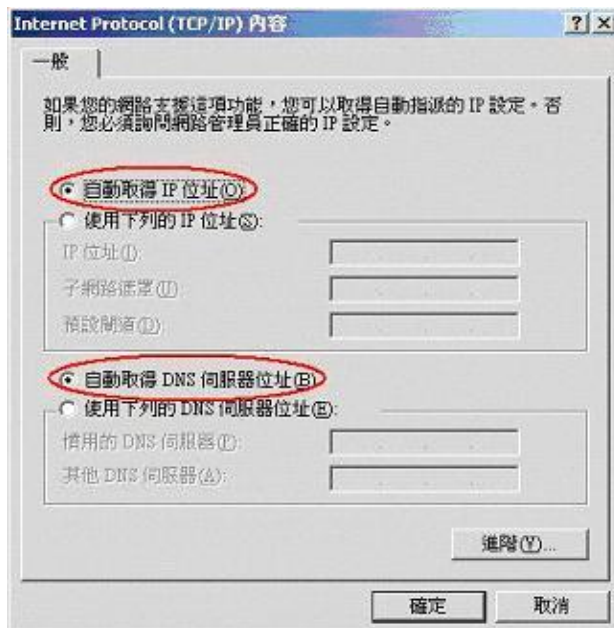 Internet Protocol (TCP/IP) 內容
一般
如果您的網路支援這項功能，您可以取得自動指派的 IP 設定。否
則，您必須詢問網路管理員正確的 IP 設定。
自動取得 IP 位址(O)
使用下列的 IP 位址(S):
IP 位址(I):
子網路遮罩(U):
預設閘道(D):
自動取得 DNS 伺服器位址(B)
使用下列的 DNS 伺服器位址(E):
慣用的 DNS 伺服器(P):
其他 DNS 伺服器(A):
進階(V)...
確定
取消